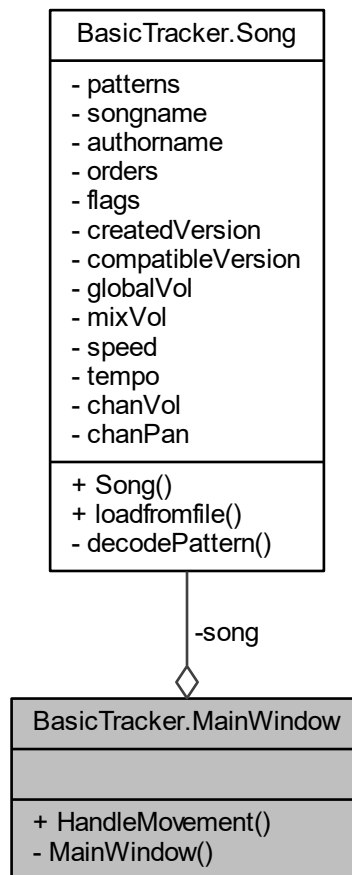 BasicTracker.Song
- patterns
- songname
- authorname
- orders
- flags
- createdVersion
- compatibleVersion
- globalVol
- mixVol
- speed
- tempo
- chanVol
- chanPan
+ Song()
+ loadfromfile()
- decodePattern()
-song
BasicTracker.MainWindow
+ HandleMovement()
- MainWindow()